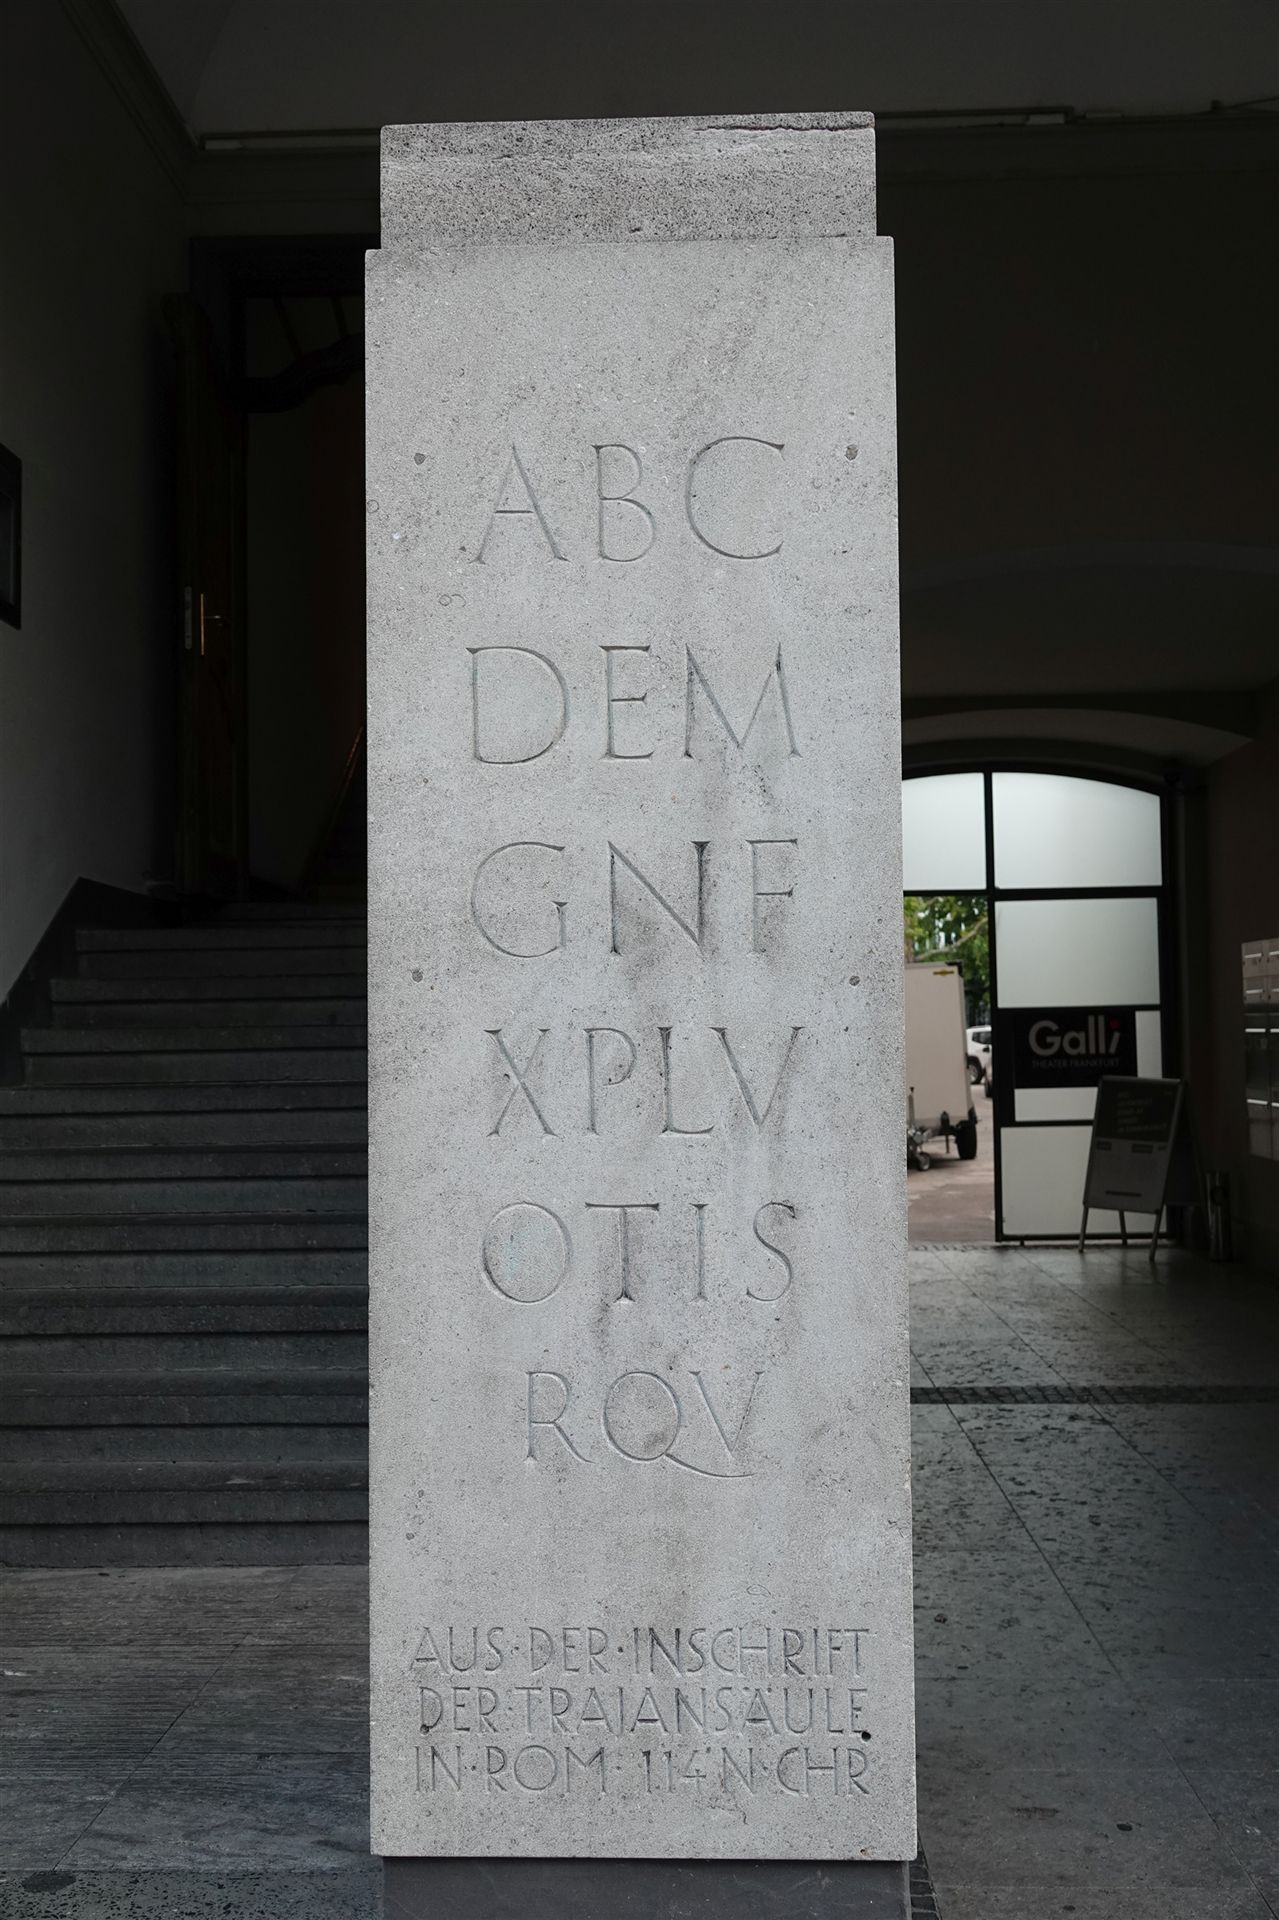 ABC
DEM
GNF
XPLV
OTIS
RQV
AUS·DER·INSCHRIFT
DER·TRAIANSÄULE
IN·ROM·114·N·CHR
Galli
THEATER FRANKFURT